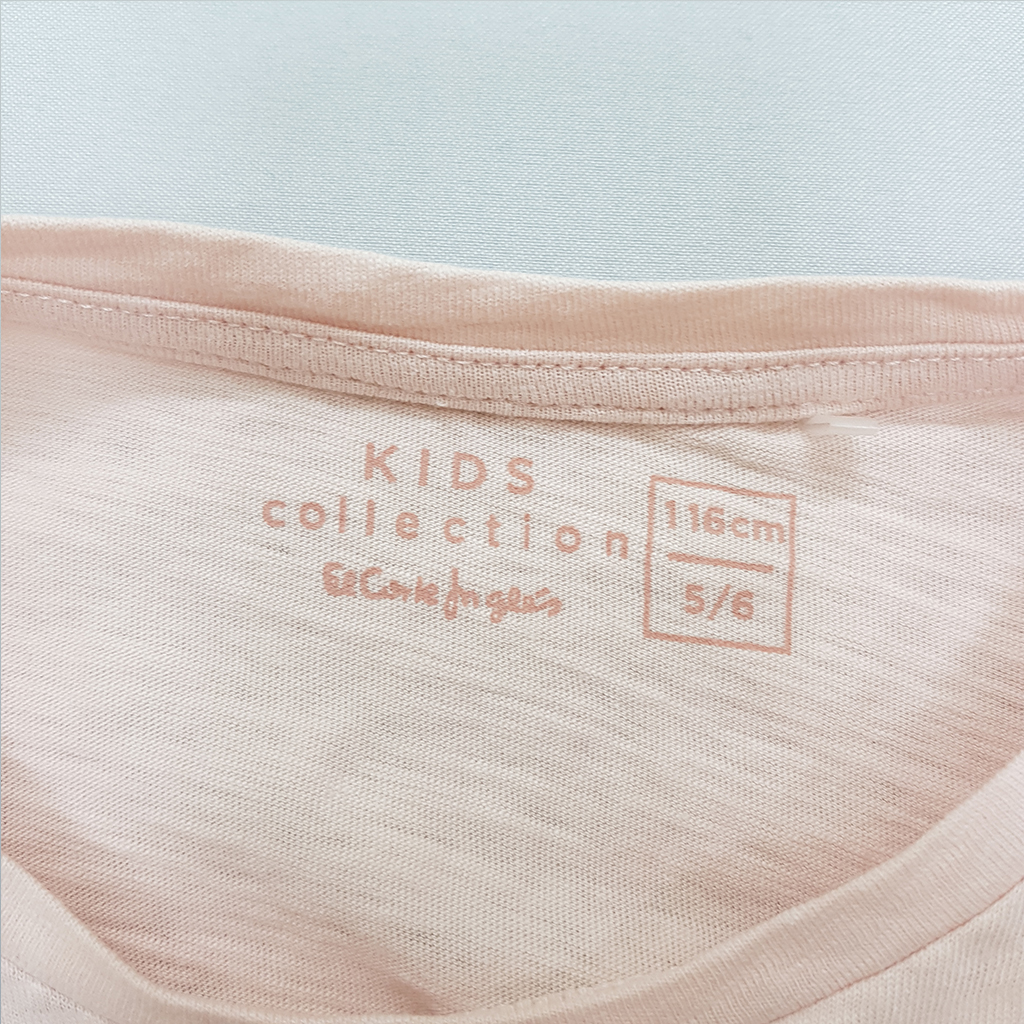 KIDS
collection
El Corte Inglés
116cm
5/6